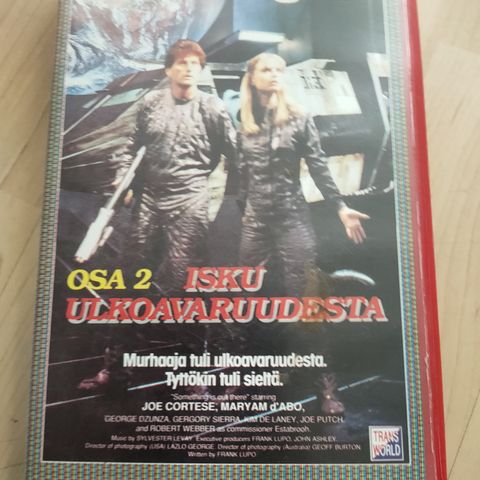 OSA 2 ISKU
ULKOAVARUUDESTA
Murhaaja tuli ulkoavaruudesta.
Tyttökin tuli sieltä.
"Something is out there" starring
JOE CORTESE, MARYAM d'ABO,
GEORGE DZUNZA, GERGORY SIERRA, KIM DE LANEY, JOE PUTCH
and ROBERT WEBBER as commissioner Estabrooh.
Music by SYLVESTER LEVAY. Executive producers FRANK LUPO, JOHN ASHLEY.
Director of photography (USA) LAZLO GEORGE. Director of photography (Australia) GEOFF BURTON.
Written by FRANK LUPO
TRANS
WORLD